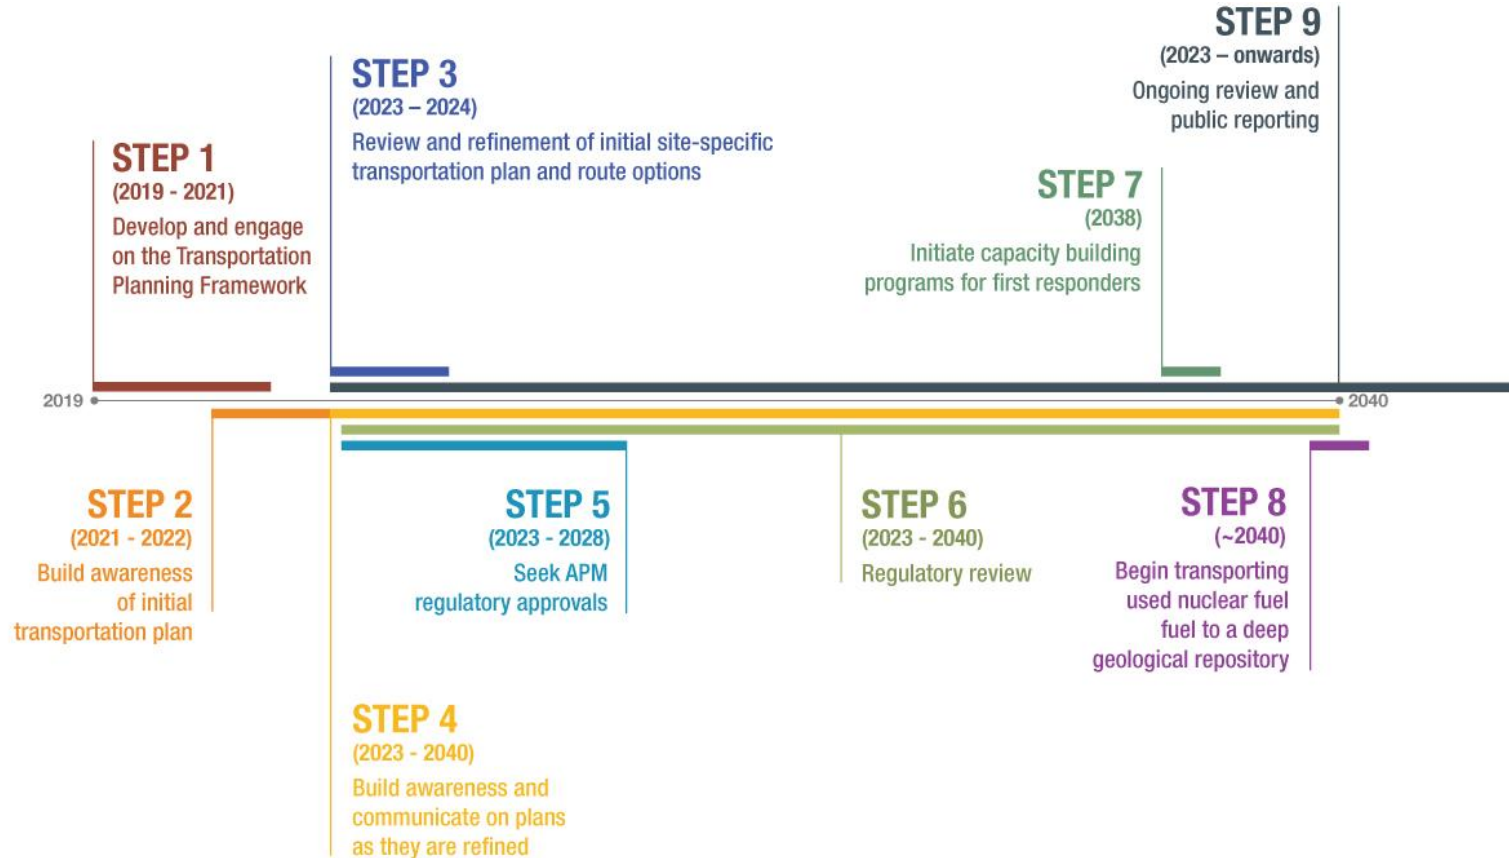 STEP 1
(2019 - 2021)
Develop and engage
on the Transportation
Planning Framework
STEP 3
(2023 – 2024)
Review and refinement of initial site-specific
transportation plan and route options
STEP 7
(2038)
Initiate capacity building
programs for first responders
STEP 9
(2023 – onwards)
Ongoing review and
public reporting
2019
2040
STEP 2
(2021 - 2022)
Build awareness
of initial
transportation plan
STEP 4
(2023 - 2040)
Build awareness and
communicate on plans
as they are refined
STEP 5
(2023 - 2028)
Seek APM
regulatory approvals
STEP 6
(2023 - 2040)
Regulatory review
STEP 8
(~2040)
Begin transporting
used nuclear fuel
fuel to a deep
geological repository